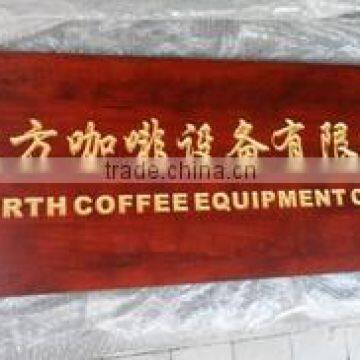 方咖啡设备有限
trade.china.cn
RTH COFFEE EQUIPMENT C